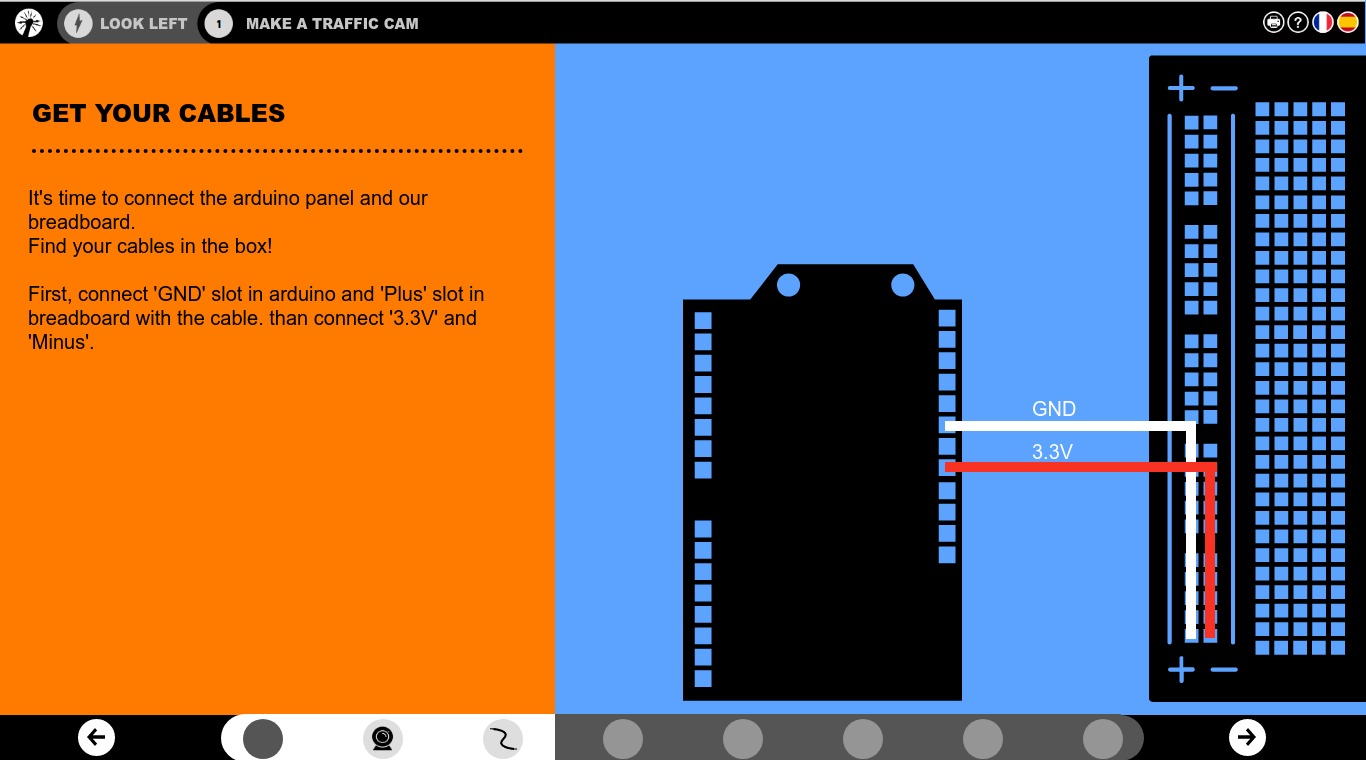 LOOK LEFT 1 MAKE A TRAFFIC CAM ?
GET YOUR CABLES
It's time to connect the arduino panel and our
breadboard.
Find your cables in the box!
First, connect 'GND' slot in arduino and 'Plus' slot in
breadboard with the cable. than connect '3.3V' and
'Minus'.
+ −
GND
3.3V
+ −